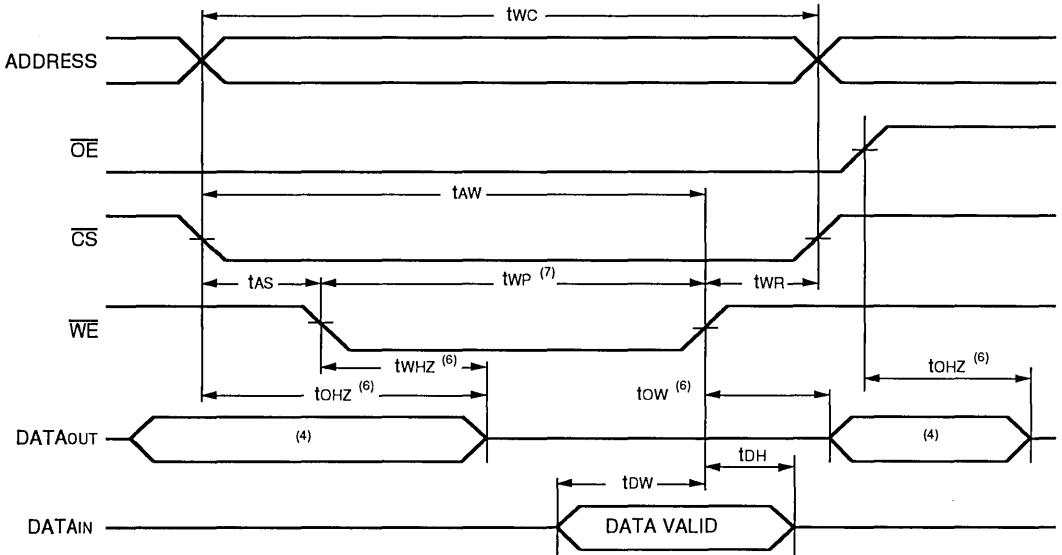 tWC
ADDRESS
OE
tAW
CS
tAS
tWP (7)
tWR
WE
tWHZ (6)
tOHZ (6)
tOHZ (6)
tOW (6)
DATAOUT
(4)
(4)
tDH
tDW
DATAIN
DATA VALID